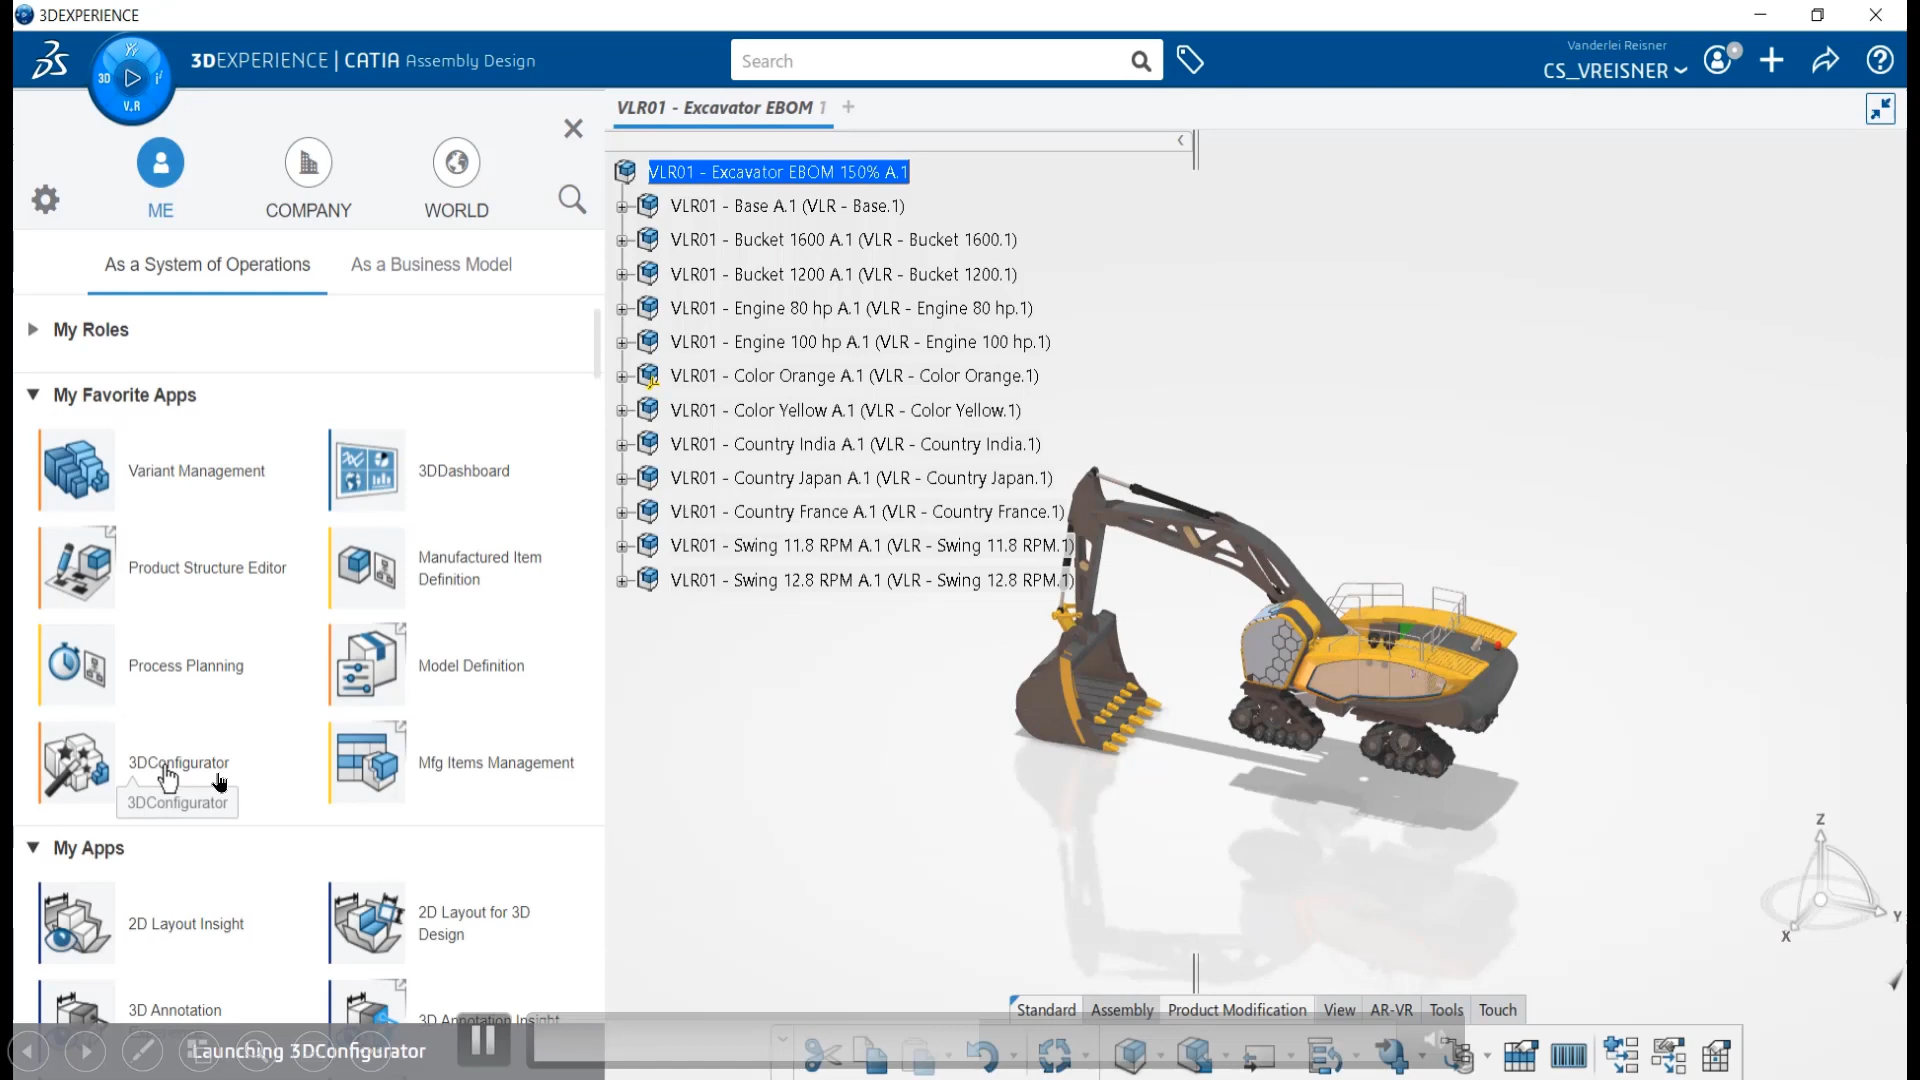 3DEXPERIENCE
3DEXPERIENCE | CATIA Assembly Design
Search
Vanderlei Reisner
CS_VREISNER
3D
V.R
VLR01 - Excavator EBOM 1
ME
COMPANY
WORLD
As a System of Operations
As a Business Model
My Roles
My Favorite Apps
Variant Management
3DDashboard
Product Structure Editor
Manufactured Item
Definition
Process Planning
Model Definition
3DConfigurator
Mfg Items Management
3DConfigurator
My Apps
2D Layout Insight
2D Layout for 3D
Design
3D Annotation
3D Annotation Insight
Launching 3DConfigurator
VLR01 - Excavator EBOM 150% A.1
VLR01 - Base A.1 (VLR - Base.1)
VLR01 - Bucket 1600 A.1 (VLR - Bucket 1600.1)
VLR01 - Bucket 1200 A.1 (VLR - Bucket 1200.1)
VLR01 - Engine 80 hp A.1 (VLR - Engine 80 hp.1)
VLR01 - Engine 100 hp A.1 (VLR - Engine 100 hp.1)
VLR01 - Color Orange A.1 (VLR - Color Orange.1)
VLR01 - Color Yellow A.1 (VLR - Color Yellow.1)
VLR01 - Country India A.1 (VLR - Country India.1)
VLR01 - Country Japan A.1 (VLR - Country Japan.1)
VLR01 - Country France A.1 (VLR - Country France.1)
VLR01 - Swing 11.8 RPM A.1 (VLR - Swing 11.8 RPM.1)
VLR01 - Swing 12.8 RPM A.1 (VLR - Swing 12.8 RPM.1)
Z
Y
X
Standard
Assembly
Product Modification
View
AR-VR
Tools
Touch